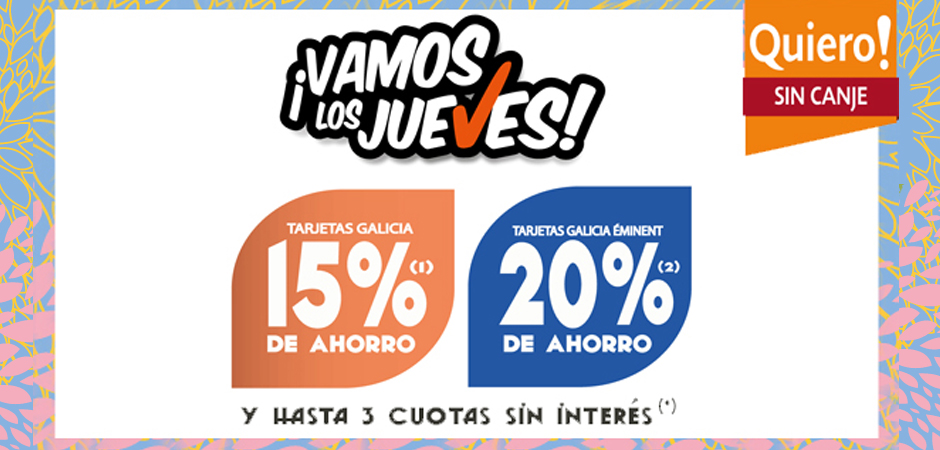 ¡VAMOS
LOS JUEVES!
Quiero!
SIN CANJE
TARJETAS GALICIA
15%(1)
DE AHORRO
TARJETAS GALICIA ÉMINENT
20%(2)
DE AHORRO
Y HASTA 3 CUOTAS SIN INTERÉS(*)